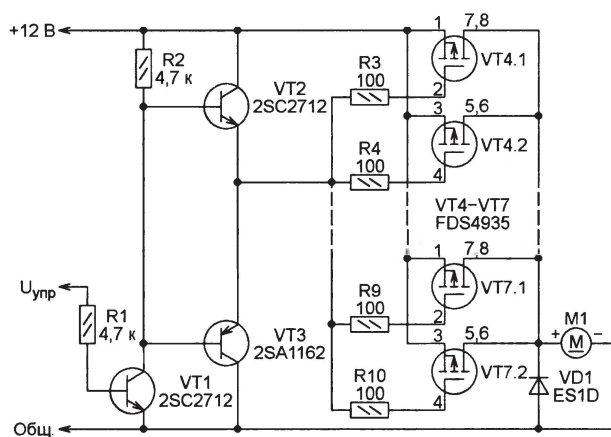 +12 В
R2
4,7 к
VT2
2SC2712
R3
100
R4
100
1
7,8
2
VT4.1
3
5,6
4
VT4.2
VT4–VT7
FDS4935
Uупр
R1
4,7 к
VT1
2SC2712
VT3
2SA1162
R9
100
R10
100
1
7,8
2
VT7.1
3
5,6
4
VT7.2
M1
+
M
–
VD1
ES1D
Общ.